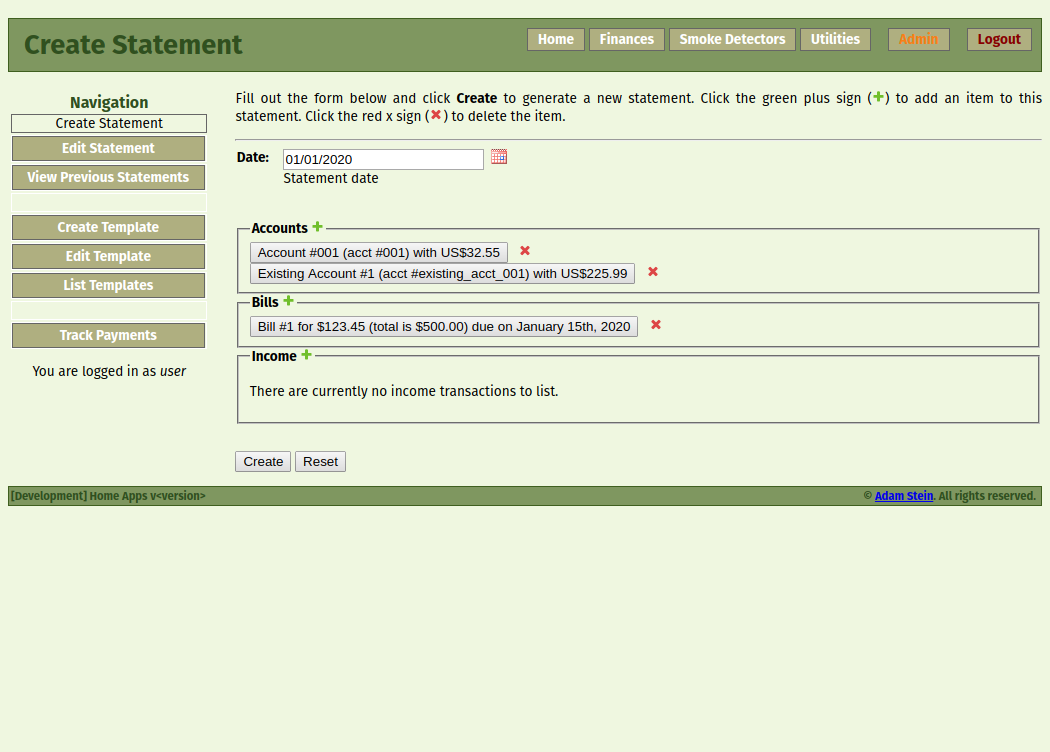 Create Statement
Home Finances Smoke Detectors Utilities Admin Logout
Navigation
Create Statement
Edit Statement
View Previous Statements
Create Template
Edit Template
List Templates
Track Payments
You are logged in as user
Fill out the form below and click Create to generate a new statement. Click the green plus sign (+) to add an item to this
statement. Click the red x sign (×) to delete the item.
Date: 01/01/2020
Statement date
Accounts +
Account #001 (acct #001) with US$32.55 ×
Existing Account #1 (acct #existing_acct_001) with US$225.99 ×
Bills +
Bill #1 for $123.45 (total is $500.00) due on January 15th, 2020 ×
Income +
There are currently no income transactions to list.
Create Reset
[Development] Home Apps v<version> © Adam Stein. All rights reserved.